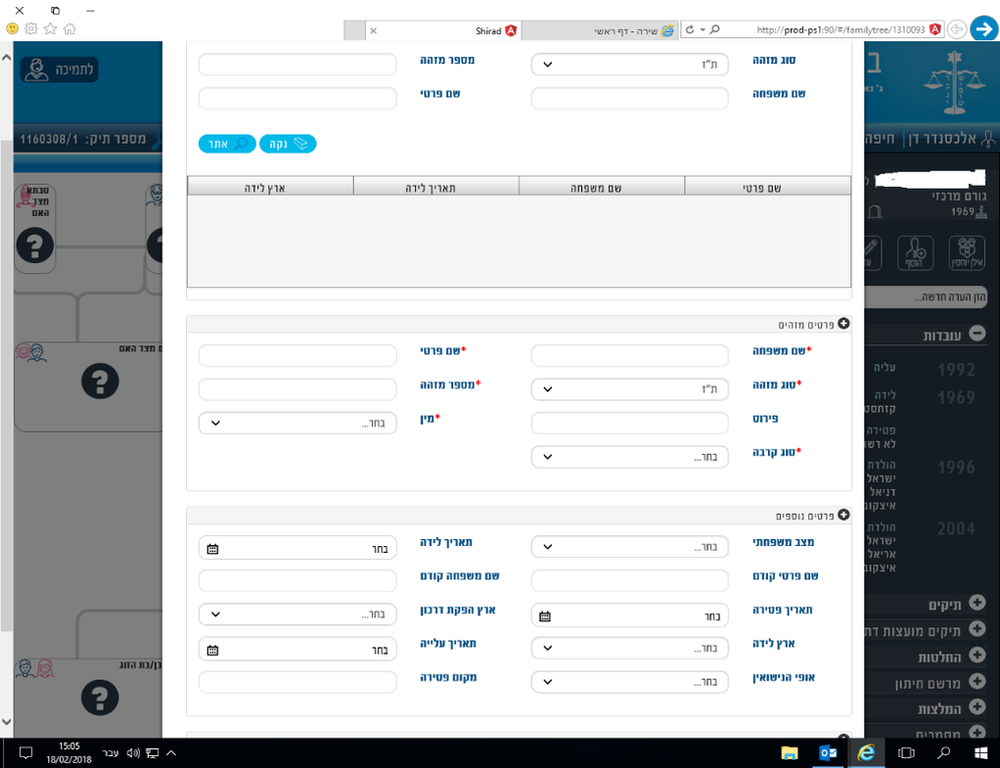 http://prod-ps1:90/#/familytree/1310093
שירה - דף ראשי
Shirad
לתמיכה
מספר תיק: 1160308/1
אלכסנדר דן
חיפה
סוג מזהה
ת"ז
מספר מזהה
שם משפחה
שם פרטי
נקה
אתר
שם פרטי
שם משפחה
תאריך לידה
ארץ לידה
פרטים מזהים
*שם משפחה
*שם פרטי
*סוג מזהה
ת"ז
*מספר מזהה
פירוט
*מין
בחר...
*סוג קרבה
בחר...
פרטים נוספים
מצב משפחתי
בחר...
תאריך לידה
בחר
שם פרטי קודם
שם משפחה קודם
תאריך פטירה
בחר
ארץ הפקת דרכון
בחר...
ארץ לידה
בחר...
תאריך עלייה
בחר
אופי הנישואין
בחר...
מקום פטירה
גורם מרכזי
1969
אילן יוחסין
הוסף
הזן הערה חדשה...
עובדות
1992
עליה
1969
לידה
קזחסט
פטירה
לא רש
1996
הולדת
ישראל
דניאל
איצקוב
2004
הולדת
ישראל
אריאל
איצקוב
תיקים
תיקים מועצות דת
החלטות
מרשם חיתון
המלצות
מסמכים
סבתא
מצד
האם
?
ם מצד האם
?
בן/בת הזוג
?
עבר
15:05
18/02/2018